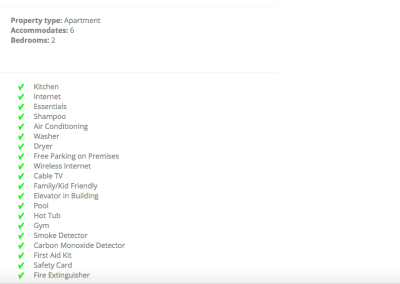 Property type: Apartment
Accommodates: 6
Bedrooms: 2
Kitchen
Internet
Essentials
Shampoo
Air Conditioning
Washer
Dryer
Free Parking on Premises
Wireless Internet
Cable TV
Family/Kid Friendly
Elevator in Building
Pool
Hot Tub
Gym
Smoke Detector
Carbon Monoxide Detector
First Aid Kit
Safety Card
Fire Extinguisher